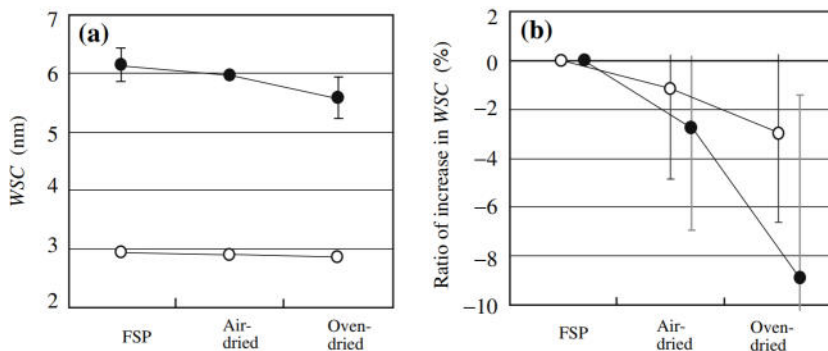 (a)
7
6
5
4
3
2
WSC (nm)
FSP
Air-
dried
Oven-
dried
(b)
2
0
−2
−4
−6
−8
−10
Ratio of increase in WSC (%)
FSP
Air-
dried
Oven-
dried